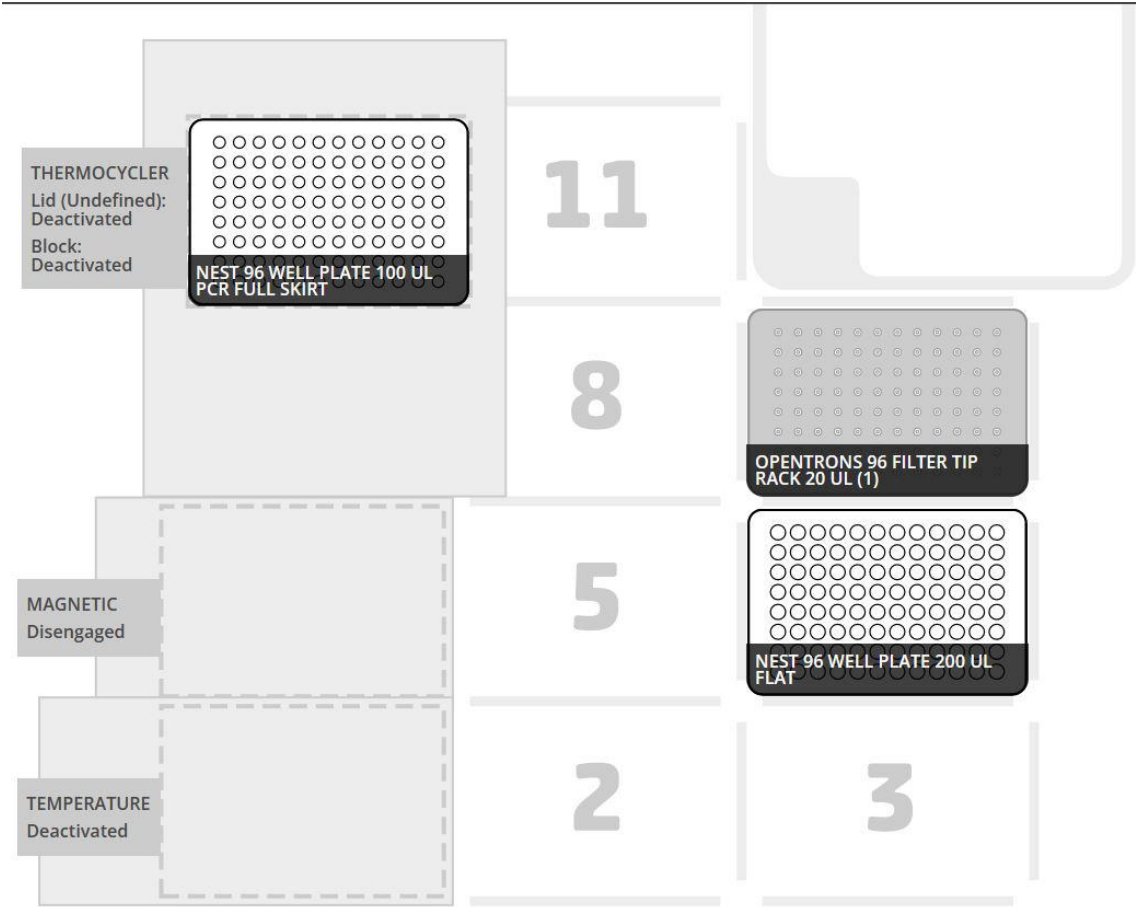 THERMOCYCLER
Lid (Undefined):
Deactivated
Block:
Deactivated
NEST 96 WELL PLATE 100 UL
PCR FULL SKIRT
11
8
OPENTRONS 96 FILTER TIP
RACK 20 UL (1)
MAGNETIC
Disengaged
5
NEST 96 WELL PLATE 200 UL
FLAT
TEMPERATURE
Deactivated
2
3